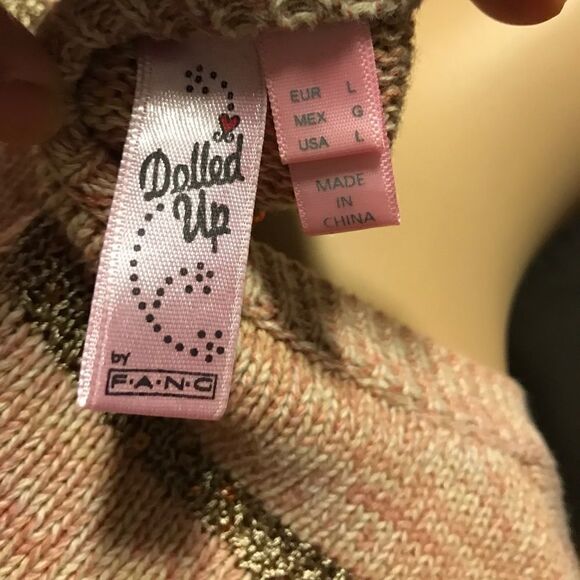 Dolled
Up
by
F·A·N·G
EUR L
MEX G
USA L
MADE
IN
CHINA